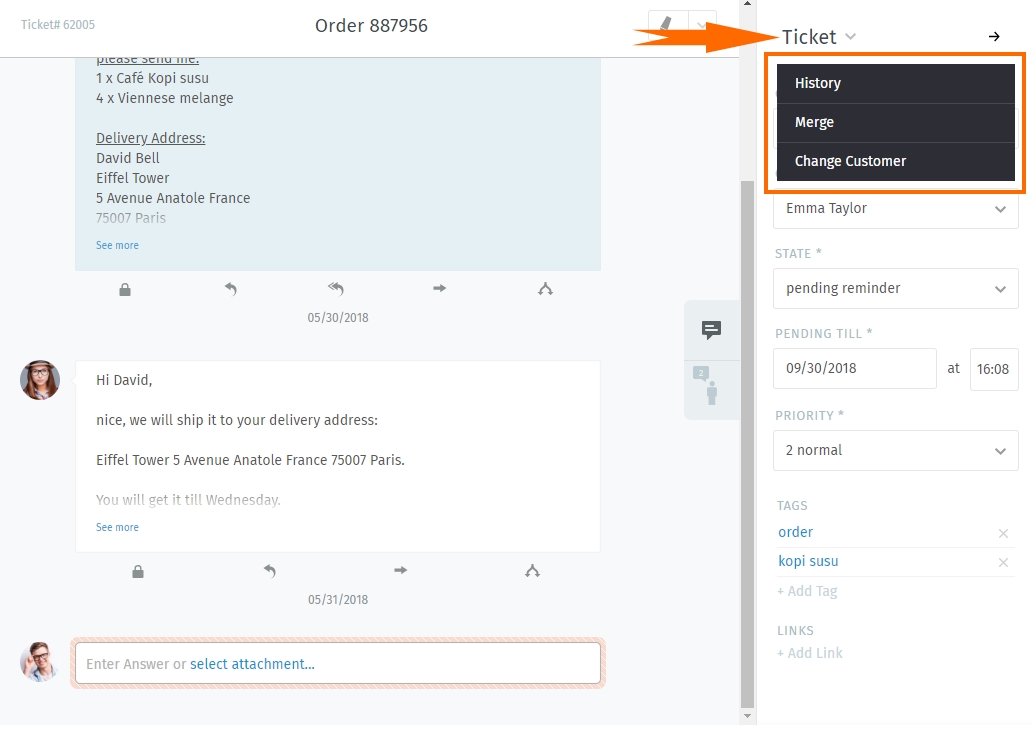 Ticket# 62005
Order 887956
please send me:
1 x Café Kopi susu
4 x Viennese melange
Delivery Address:
David Bell
Eiffel Tower
5 Avenue Anatole France
75007 Paris
See more
05/30/2018
Hi David,
nice, we will ship it to your delivery address:
Eiffel Tower 5 Avenue Anatole France 75007 Paris.
You will get it till Wednesday.
See more
05/31/2018
Enter Answer or select attachment...
2
Ticket
History
Merge
Change Customer
Emma Taylor
STATE *
pending reminder
PENDING TILL *
09/30/2018 at 16:08
PRIORITY *
2 normal
TAGS
order
kopi susu
+ Add Tag
LINKS
+ Add Link